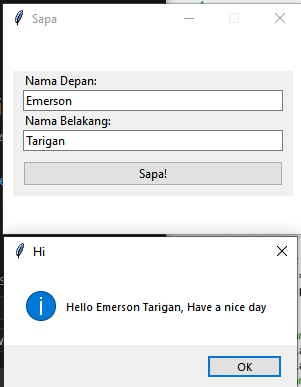 Sapa
Nama Depan:
Emerson
Nama Belakang:
Tarigan
Sapa!
Hi
Hello Emerson Tarigan, Have a nice day
OK